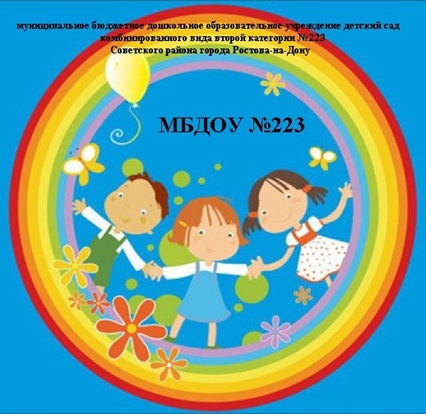 муниципальное бюджетное дошкольное образовательное учреждение детский сад
комбинированного вида второй категории №223
Советского района города Ростова-на-Дону
МБДОУ №223